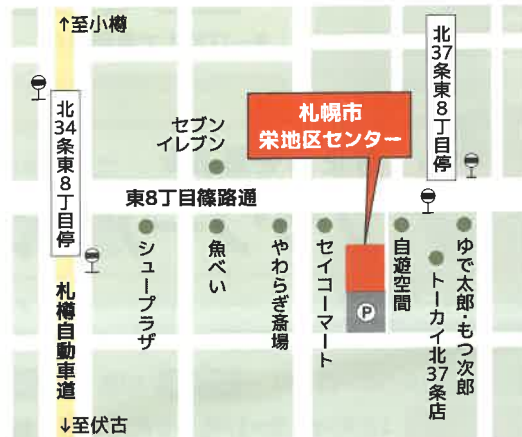 ↑至小樽
北34条東8丁目停
北37条東8丁目停
札幌市
栄地区センター
セブン
イレブン
東8丁目篠路通
シュープラザ
魚べい
やわらぎ斎場
セイコーマート
P
自遊空間
トーカイ北37条店
ゆで太郎・もつ次郎
札樽自動車道
↓至伏古